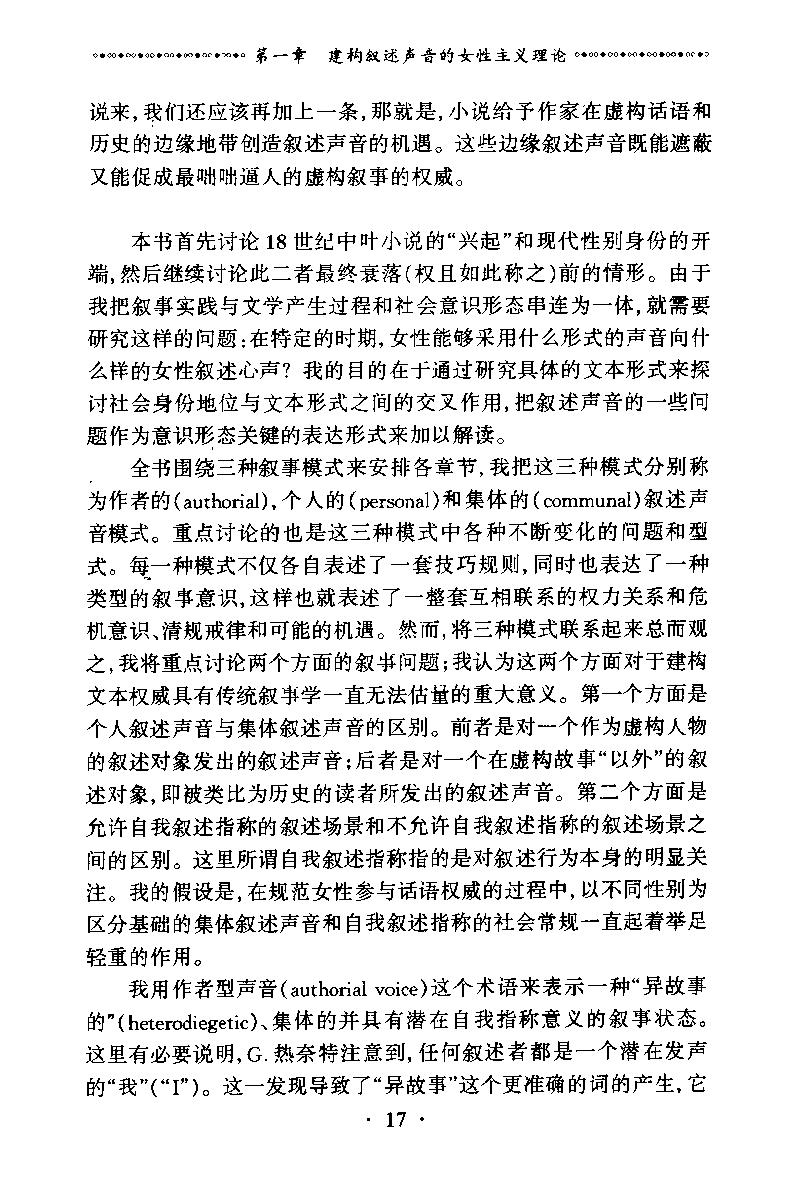 第一章 建构叙述声音的女性主义理论
说来,我们还应该再加上一条,那就是,小说给予作家在虚构话语和
历史的边缘地带创造叙述声音的机遇。这些边缘叙述声音既能遮蔽
又能促成最咄咄逼人的虚构叙事的权威。
本书首先讨论18世纪中叶小说的“兴起”和现代性别身份的开
端,然后继续讨论此二者最终衰落(权且如此称之)前的情形。由于
我把叙事实践与文学产生过程和社会意识形态串连为一体,就需要
研究这样的问题:在特定的时期,女性能够采用什么形式的声音向什
么样的女性叙述心声?我的目的在于通过研究具体的文本形式来探
讨社会身份地位与文本形式之间的交叉作用,把叙述声音的一些问
题作为意识形态关键的表达形式来加以解读。
全书围绕三种叙事模式来安排各章节,我把这三种模式分别称
为作者的(authorial),个人的(personal)和集体的(communal)叙述声
音模式。重点讨论的也是这三种模式中各种不断变化的问题和型
式。每一种模式不仅各自表述了一套技巧规则,同时也表达了一种
类型的叙事意识,这样也就表述了一整套互相联系的权力关系和危
机意识、清规戒律和可能的机遇。然而,将三种模式联系起来总而观
之,我将重点讨论两个方面的叙事问题;我认为这两个方面对于建构
文本权威具有传统叙事学一直无法估量的重大意义。第一个方面是
个人叙述声音与集体叙述声音的区别。前者是对一个作为虚构人物
的叙述对象发出的叙述声音;后者是对一个在虚构故事“以外”的叙
述对象,即被类比为历史的读者所发出的叙述声音。第二个方面是
允许自我叙述指称的叙述场景和不允许自我叙述指称的叙述场景之
间的区别。这里所谓自我叙述指称指的是对叙述行为本身的明显关
注。我的假设是,在规范女性参与话语权威的过程中,以不同性别为
区分基础的集体叙述声音和自我叙述指称的社会常规一直起着举足
轻重的作用。
我用作者型声音(authorial voice)这个术语来表示一种“异故事
的”(heterodiegetic)、集体的并具有潜在自我指称意义的叙事状态。
这里有必要说明,G.热奈特注意到,任何叙述者都是一个潜在发声
的“我”(“I”)。这一发现导致了“异故事”这个更准确的词的产生,它
· 17 ·